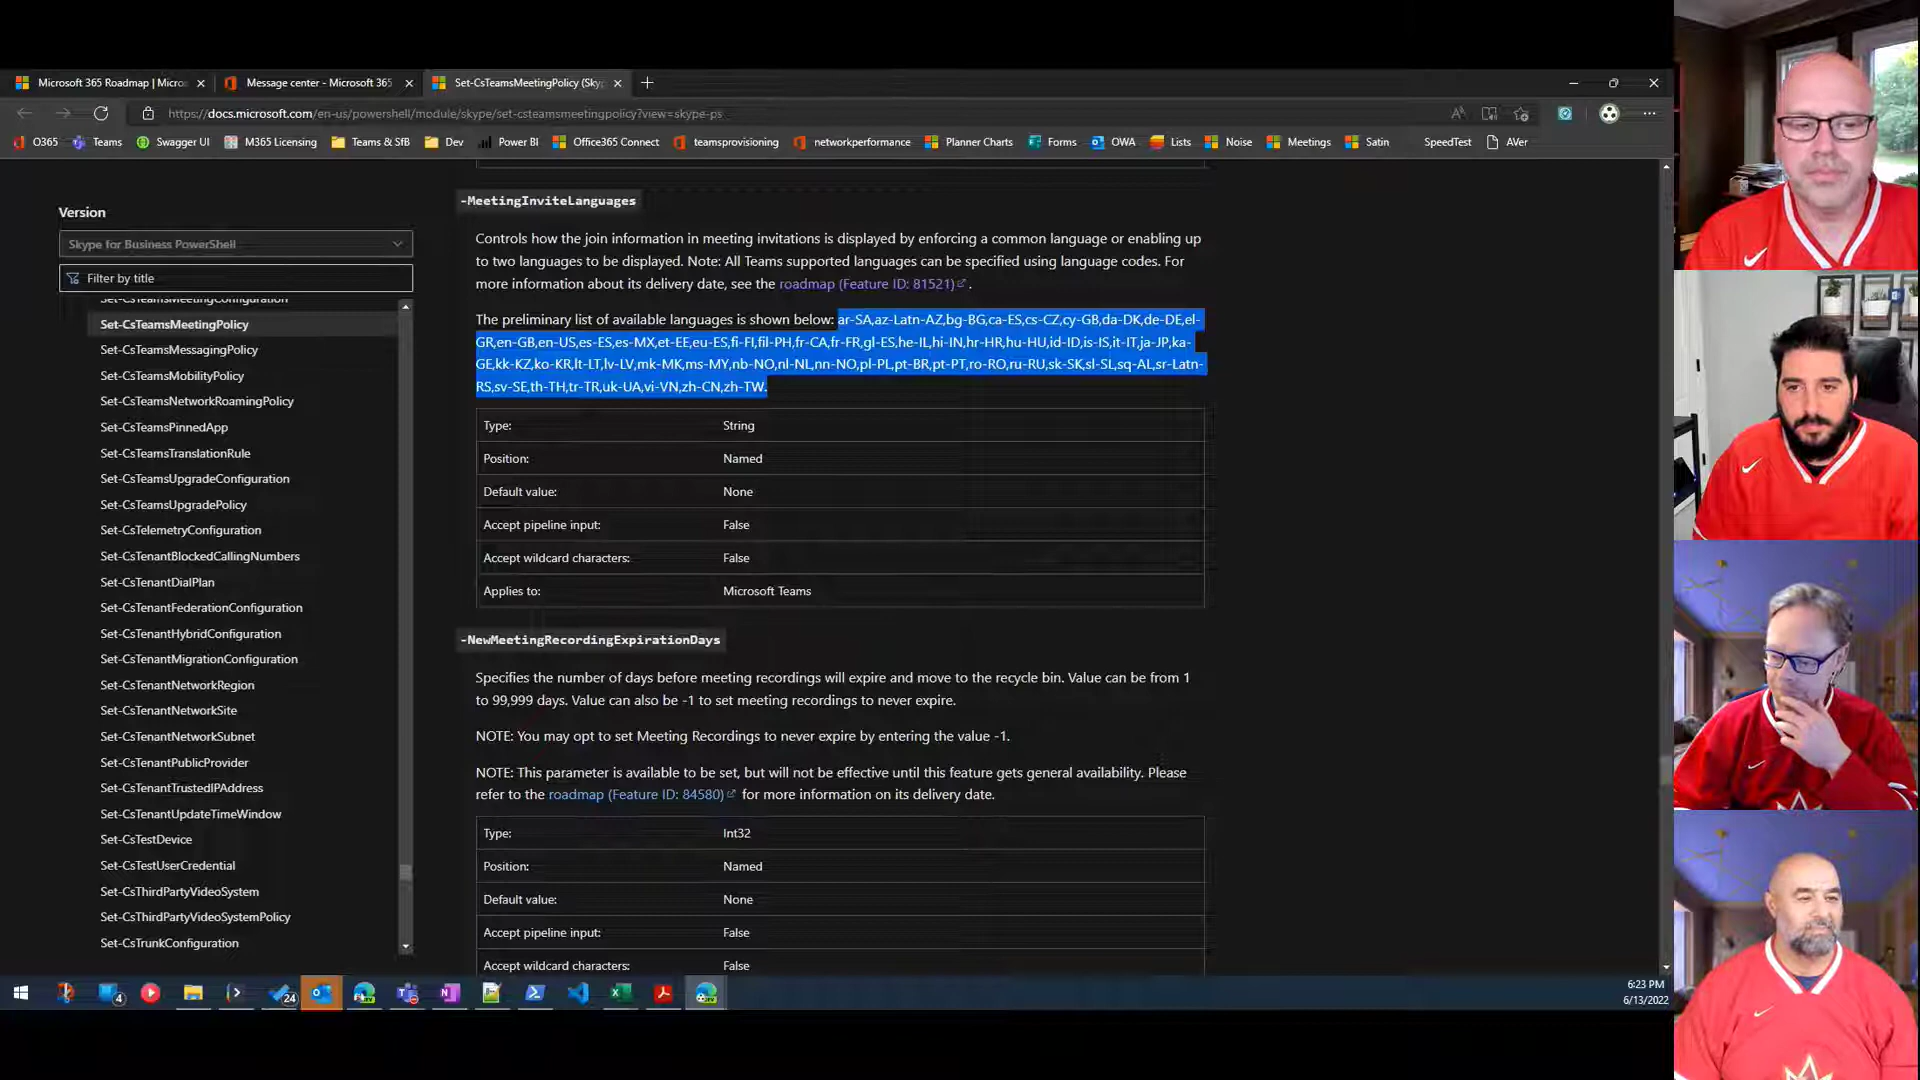 Microsoft 365 Roadmap | Micros
Message center - Microsoft 365
Set-CsTeamsMeetingPolicy (Sky
https://docs.microsoft.com/en-us/powershell/module/skype/set-csteamsmeetingpolicy?view=skype-ps
O365
Teams
Swagger UI
M365 Licensing
Teams & SfB
Dev
Power BI
Office365 Connect
teamsprovisioning
networkperformance
Planner Charts
Forms
OWA
Lists
Noise
Meetings
Satin
SpeedTest
AVer
Version
Skype for Business PowerShell
Filter by title
Set-CsTeamsMeetingConfiguration
Set-CsTeamsMeetingPolicy
Set-CsTeamsMessagingPolicy
Set-CsTeamsMobilityPolicy
Set-CsTeamsNetworkRoamingPolicy
Set-CsTeamsPinnedApp
Set-CsTeamsTranslationRule
Set-CsTeamsUpgradeConfiguration
Set-CsTeamsUpgradePolicy
Set-CsTelemetryConfiguration
Set-CsTenantBlockedCallingNumbers
Set-CsTenantDialPlan
Set-CsTenantFederationConfiguration
Set-CsTenantHybridConfiguration
Set-CsTenantMigrationConfiguration
Set-CsTenantNetworkRegion
Set-CsTenantNetworkSite
Set-CsTenantNetworkSubnet
Set-CsTenantPublicProvider
Set-CsTenantTrustedIPAddress
Set-CsTenantUpdateTimeWindow
Set-CsTestDevice
Set-CsTestUserCredential
Set-CsThirdPartyVideoSystem
Set-CsThirdPartyVideoSystemPolicy
Set-CsTrunkConfiguration
-MeetingInviteLanguages
Controls how the join information in meeting invitations is displayed by enforcing a common language or enabling up
to two languages to be displayed. Note: All Teams supported languages can be specified using language codes. For
more information about its delivery date, see the roadmap (Feature ID: 81521) .
The preliminary list of available languages is shown below: ar-SA,az-Latn-AZ,bg-BG,ca-ES,cs-CZ,cy-GB,da-DK,de-DE,el-
GR,en-GB,en-US,es-ES,es-MX,et-EE,eu-ES,fi-FI,fil-PH,fr-CA,fr-FR,gl-ES,he-IL,hi-IN,hr-HR,hu-HU,id-ID,is-IS,it-IT,ja-JP,ka-
GE,kk-KZ,ko-KR,lt-LT,lv-LV,mk-MK,ms-MY,nb-NO,nl-NL,nn-NO,pl-PL,pt-BR,pt-PT,ro-RO,ru-RU,sk-SK,sl-SL,sq-AL,sr-Latn-
RS,sv-SE,th-TH,tr-TR,uk-UA,vi-VN,zh-CN,zh-TW.
Type: String
Position: Named
Default value: None
Accept pipeline input: False
Accept wildcard characters: False
Applies to: Microsoft Teams
-NewMeetingRecordingExpirationDays
Specifies the number of days before meeting recordings will expire and move to the recycle bin. Value can be from 1
to 99,999 days. Value can also be -1 to set meeting recordings to never expire.
NOTE: You may opt to set Meeting Recordings to never expire by entering the value -1.
NOTE: This parameter is available to be set, but will not be effective until this feature gets general availability. Please
refer to the roadmap (Feature ID: 84580) for more information on its delivery date.
Type: Int32
Position: Named
Default value: None
Accept pipeline input: False
Accept wildcard characters: False
4
24
6:23 PM
6/13/2022